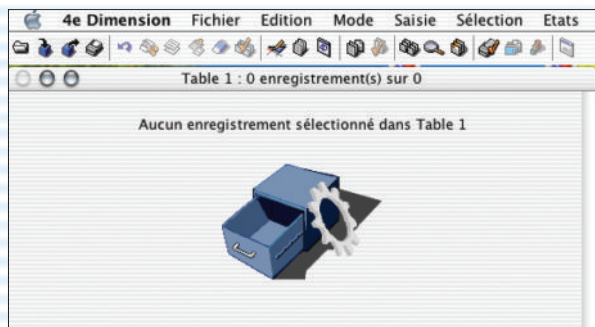 4e Dimension Fichier Edition Mode Saisie Sélection Etats
Table 1 : 0 enregistrement(s) sur 0
Aucun enregistrement sélectionné dans Table 1